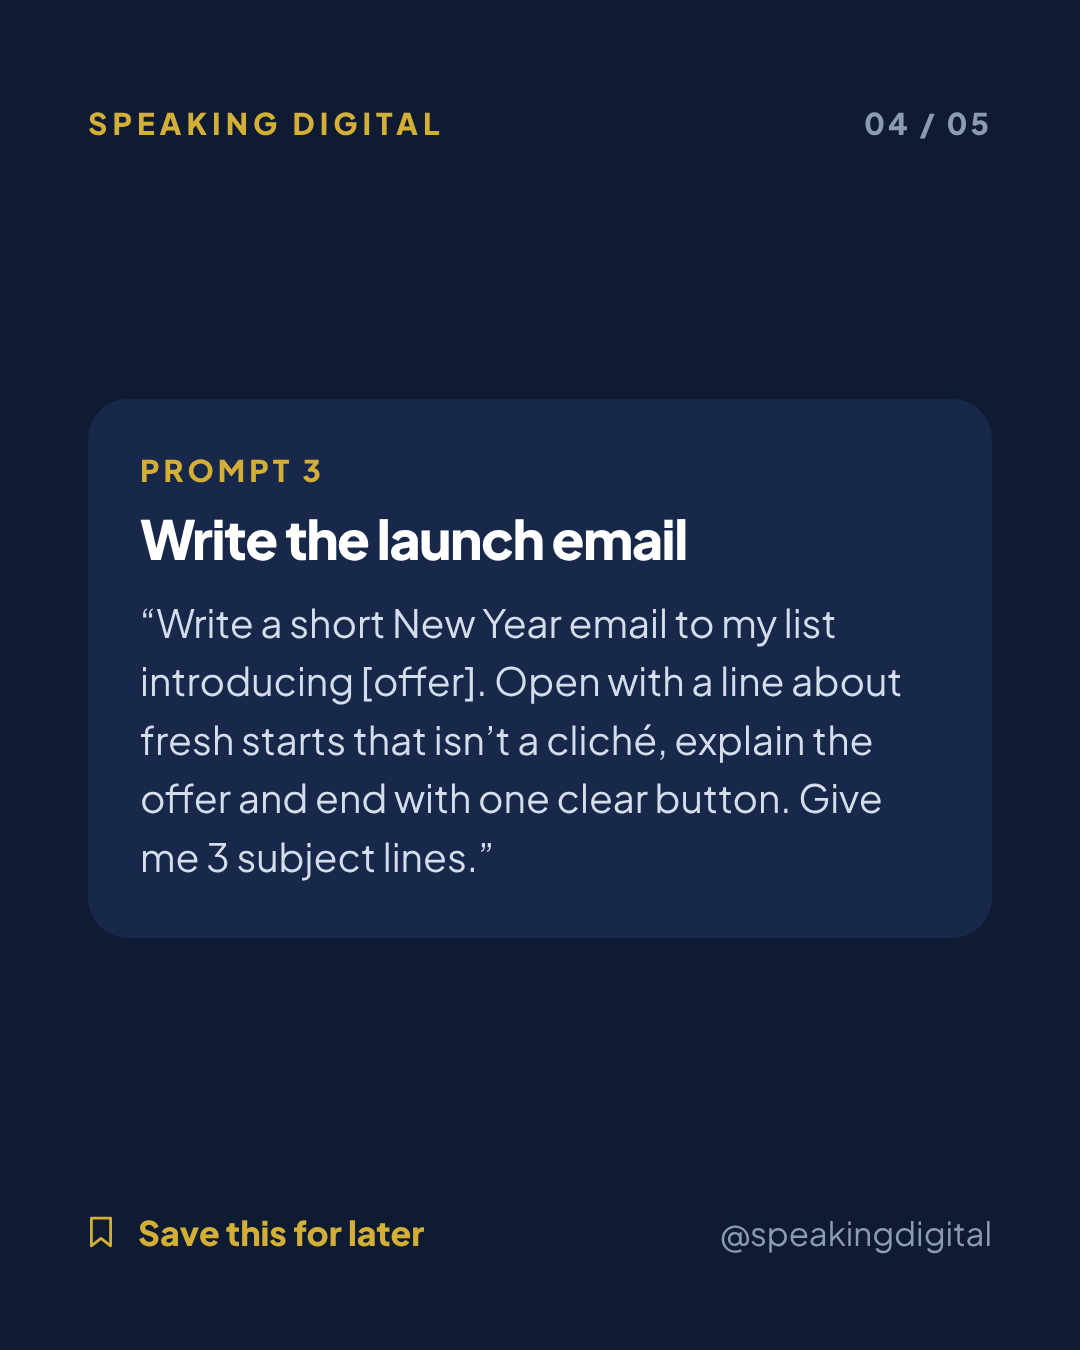 SPEAKING DIGITAL
04 / 05
PROMPT 3
Write the launch email
“Write a short New Year email to my list
introducing [offer]. Open with a line about
fresh starts that isn’t a cliché, explain the
offer and end with one clear button. Give
me 3 subject lines.”
Save this for later
@speakingdigital